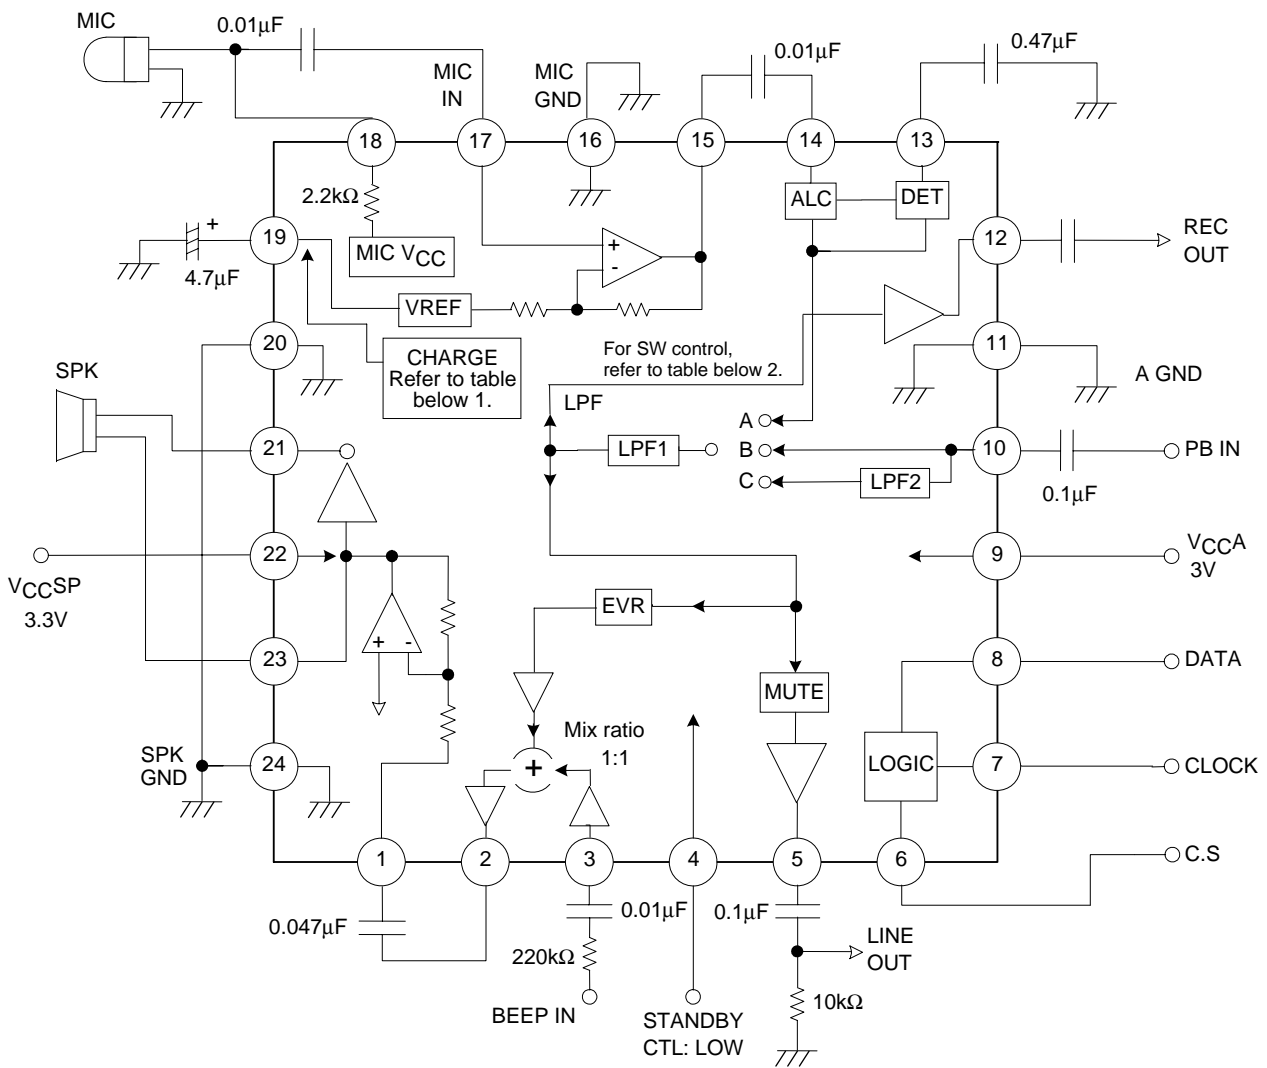 MIC
0.01μF
MIC
IN
MIC
GND
0.01μF
0.47μF
18
17
16
15
14
13
2.2kΩ
MIC VCC
ALC
DET
19
+
4.7μF
+
-
12
REC
OUT
VREF
20
CHARGE
Refer to table
below 1.
For SW control,
refer to table below 2.
11
A GND
SPK
LPF
21
LPF1
A
B
C
LPF2
10
PB IN
0.1μF
22
VCCSP
3.3V
9
VCCA
3V
EVR
+
-
23
8
DATA
MUTE
Mix ratio
1:1
+
SPK
GND
24
LOGIC
7
CLOCK
1
2
3
4
5
6
C.S
0.047μF
0.01μF
0.1μF
220kΩ
LINE
OUT
BEEP IN
STANDBY
CTL: LOW
10kΩ